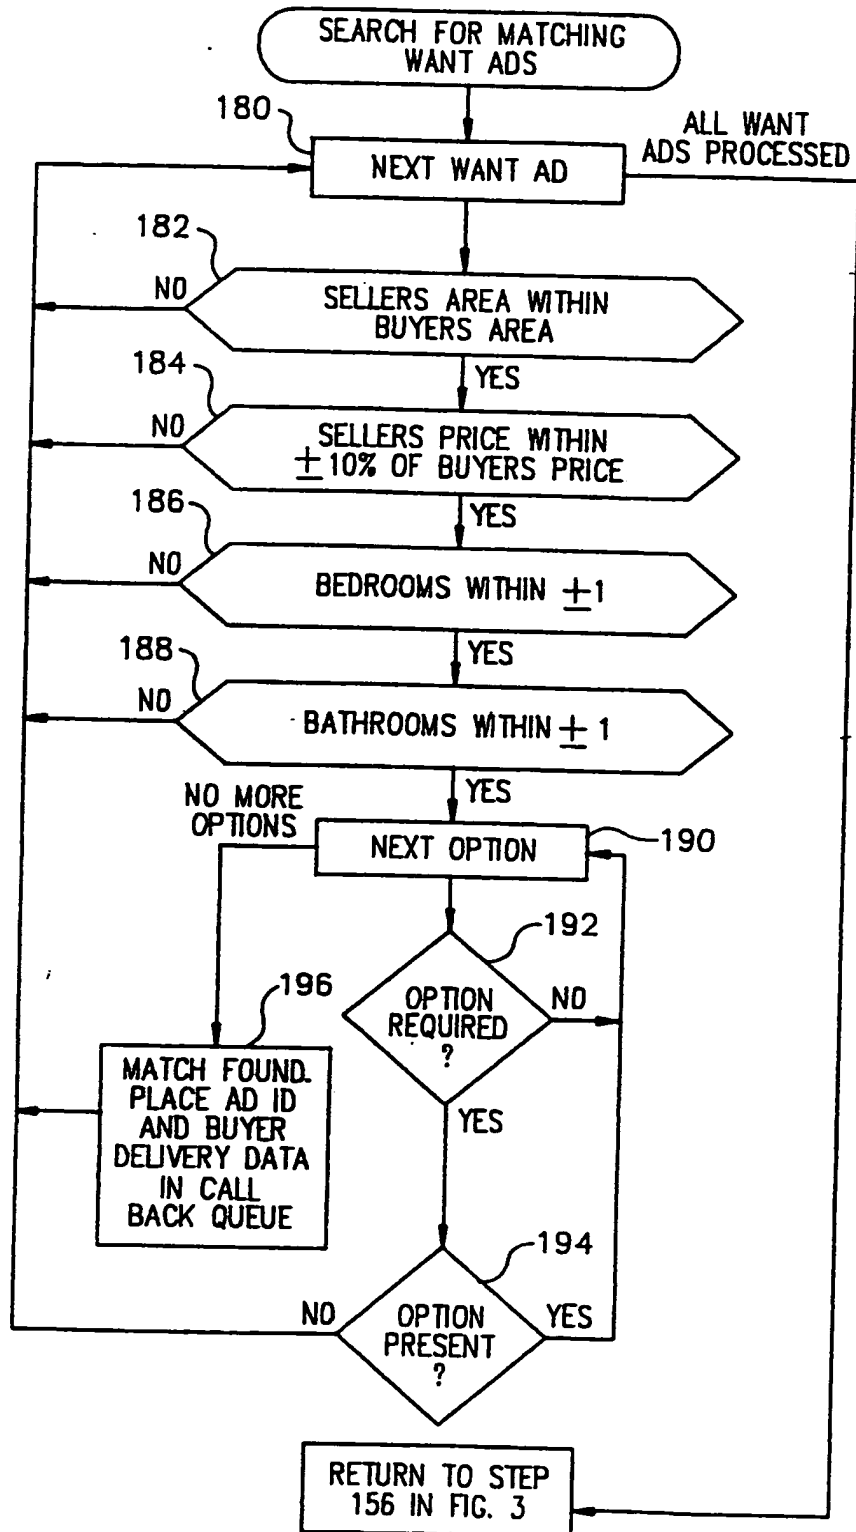 SEARCH FOR MATCHING
WANT ADS
180
ALL WANT
ADS PROCESSED
NEXT WANT AD
182
NO
SELLERS AREA WITHIN
BUYERS AREA
YES
184
NO
SELLERS PRICE WITHIN
±10% OF BUYERS PRICE
YES
186
NO
BEDROOMS WITHIN ±1
YES
188
NO
BATHROOMS WITHIN ± 1
YES
NO MORE
OPTIONS
NEXT OPTION
190
192
OPTION
REQUIRED
?
NO
YES
196
MATCH FOUND.
PLACE AD ID
AND BUYER
DELIVERY DATA
IN CALL
BACK QUEUE
194
NO
OPTION
PRESENT
?
YES
RETURN TO STEP
156 IN FIG. 3